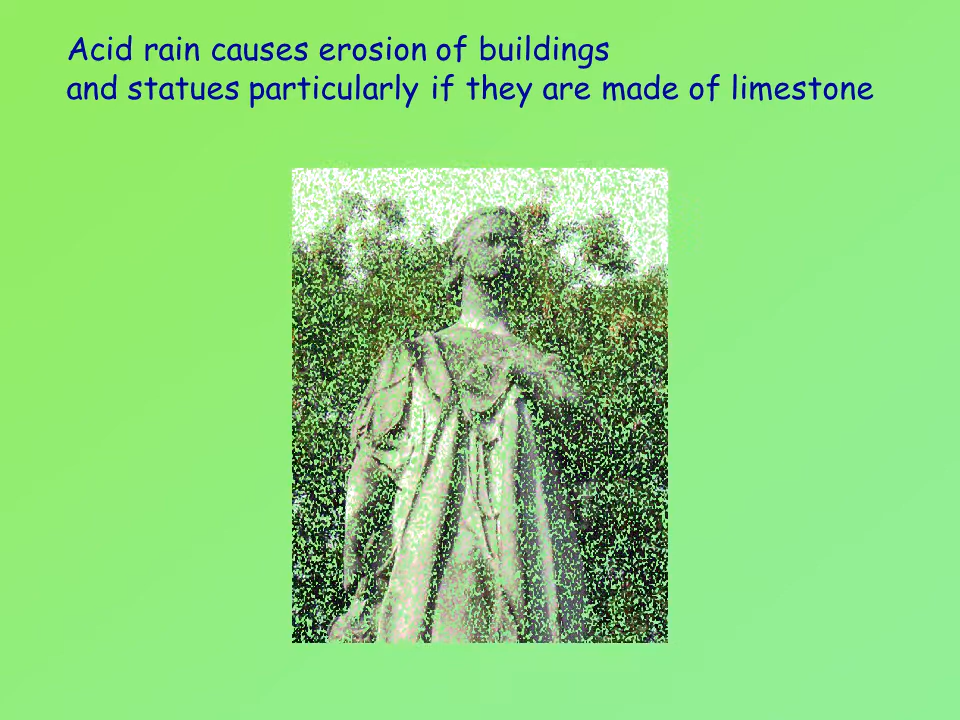 Acid rain causes erosion of buildings
and statues particularly if they are made of limestone